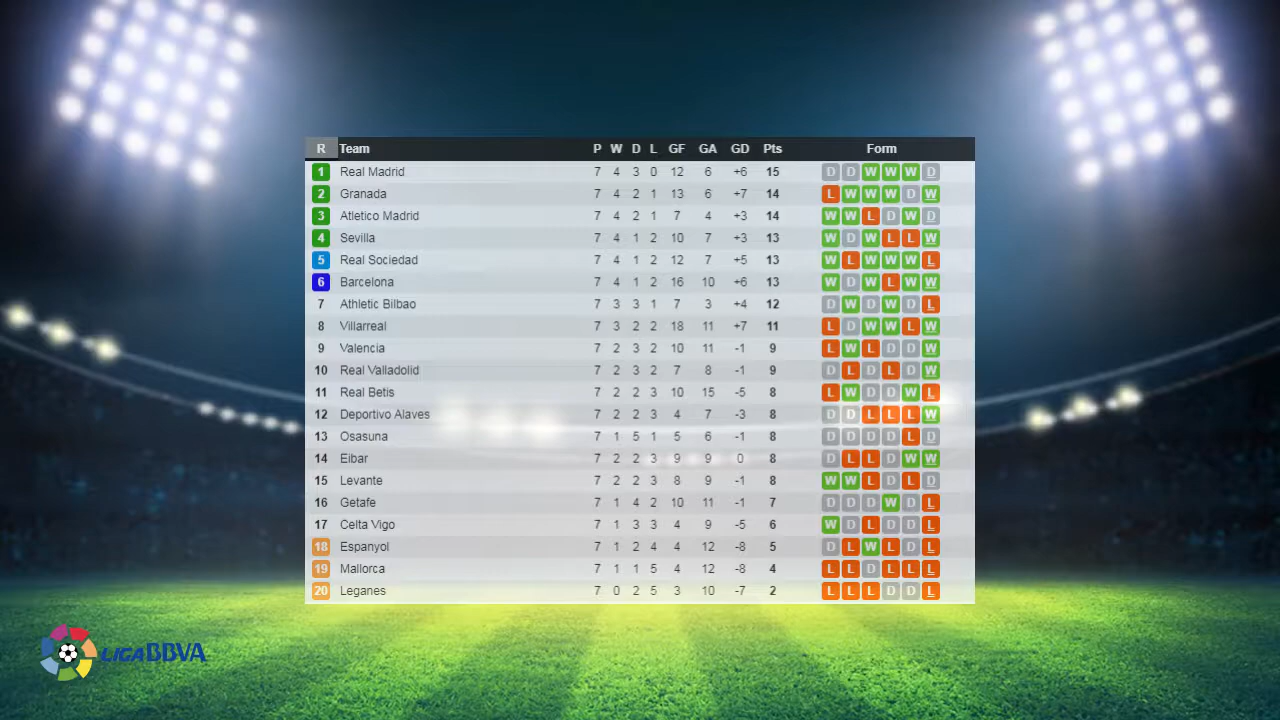 R Team P W D L GF GA GD Pts Form
1 Real Madrid 7 4 3 0 12 6 +6 15 D D W W W D
2 Granada 7 4 2 1 13 6 +7 14 L W W W D W
3 Atletico Madrid 7 4 2 1 7 4 +3 14 W W L D W D
4 Sevilla 7 4 1 2 10 7 +3 13 W D W L L W
5 Real Sociedad 7 4 1 2 12 7 +5 13 W L W W W L
6 Barcelona 7 4 1 2 16 10 +6 13 W D W L W W
7 Athletic Bilbao 7 3 3 1 7 3 +4 12 D W D W D L
8 Villarreal 7 3 2 2 18 11 +7 11 L D W W L W
9 Valencia 7 2 3 2 10 11 -1 9 L W L D D W
10 Real Valladolid 7 2 3 2 7 8 -1 9 D L D L D W
11 Real Betis 7 2 2 3 10 15 -5 8 L W D D W L
12 Deportivo Alaves 7 2 2 3 4 7 -3 8 D D L L L W
13 Osasuna 7 1 5 1 5 6 -1 8 D D D D L D
14 Eibar 7 2 2 3 9 9 0 8 D L L D W W
15 Levante 7 2 2 3 8 9 -1 8 W W L D L D
16 Getafe 7 1 4 2 10 11 -1 7 D D D W D L
17 Celta Vigo 7 1 3 3 4 9 -5 6 W D L D D L
18 Espanyol 7 1 2 4 4 12 -8 5 D L W L D L
19 Mallorca 7 1 1 5 4 12 -8 4 L L D L L L
20 Leganes 7 0 2 5 3 10 -7 2 L L L D D L
LIGA BBVA